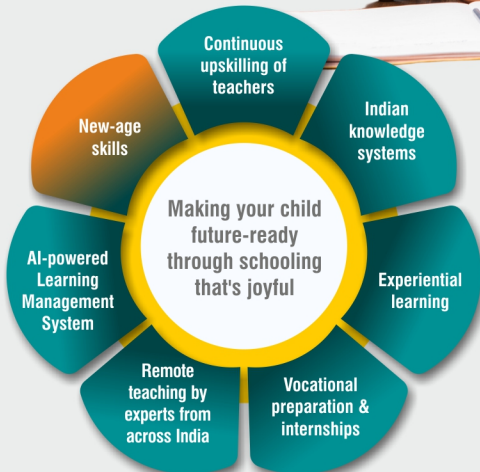 Continuous
upskilling of
teachers
Indian
knowledge
systems
Experiential
learning
Vocational
preparation &
internships
Remote
teaching by
experts from
across India
AI-powered
Learning
Management
System
New-age
skills
Making your child
future-ready
through schooling
that's joyful